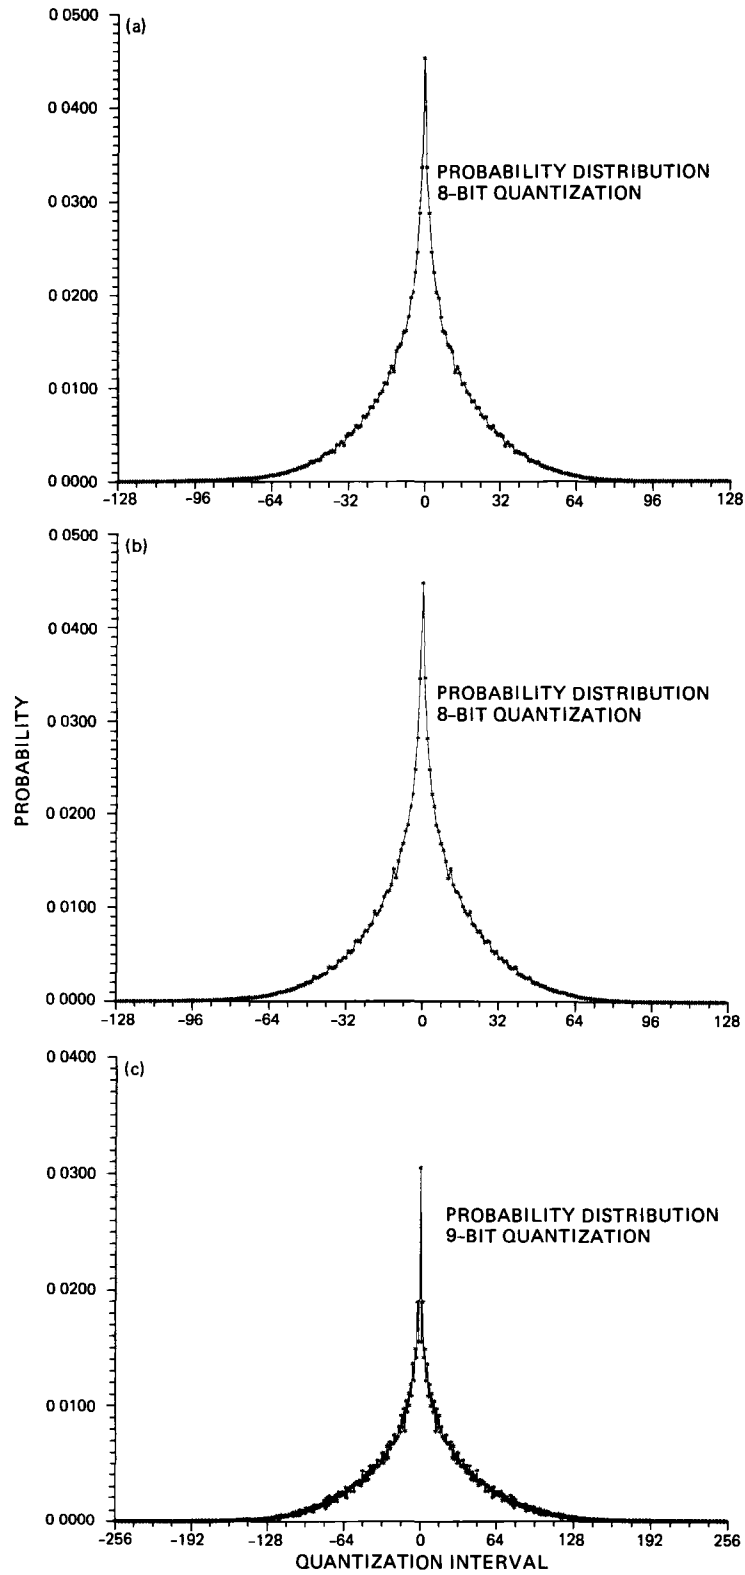 (a)
0 0500
0 0400
0 0300
0 0200
0 0100
0 0000
PROBABILITY DISTRIBUTION
8-BIT QUANTIZATION
-128 -96 -64 -32 0 32 64 96 128
(b)
0 0500
0 0400
0 0300
0 0200
0 0100
0 0000
PROBABILITY DISTRIBUTION
8-BIT QUANTIZATION
-128 -96 -64 -32 0 32 64 96 128
PROBABILITY
(c)
0 0400
0 0300
0 0200
0 0100
0 0000
PROBABILITY DISTRIBUTION
9-BIT QUANTIZATION
-256 -192 -128 -64 0 64 128 192 256
QUANTIZATION INTERVAL